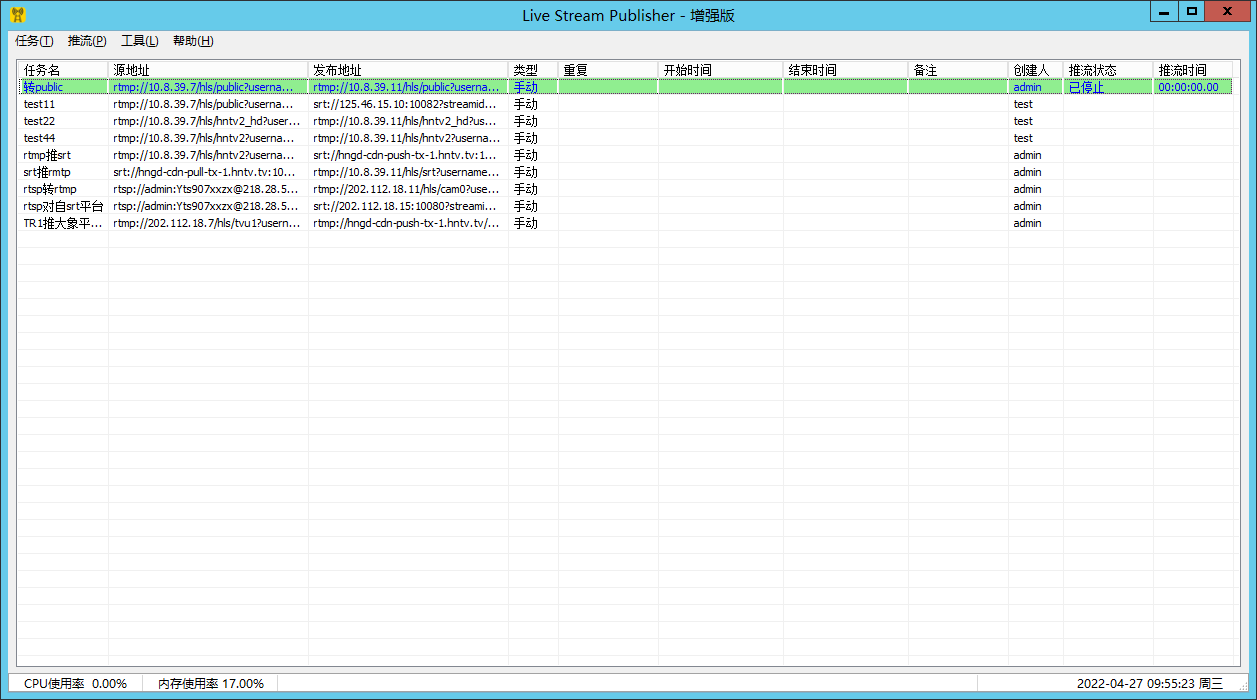 Live Stream Publisher - 增强版
任务(T) 推流(P) 工具(L) 帮助(H)
任务名 源地址 发布地址 类型 重复 开始时间 结束时间 备注 创建人 推流状态 推流时间
转public rtmp://10.8.39.7/hls/public?userna... rtmp://10.8.39.11/hls/public?userna... 手动 admin 已停止 00:00:00.00
test11 rtmp://10.8.39.7/hls/public?userna... srt://125.46.15.10:10082?streamid... 手动 test
test22 rtmp://10.8.39.7/hls/hntv2_hd?user... rtmp://10.8.39.11/hls/hntv2_hd?us... 手动 test
test44 rtmp://10.8.39.7/hls/hntv2?userna... rtmp://10.8.39.11/hls/hntv2?userna... 手动 test
rtmp推srt rtmp://10.8.39.7/hls/hntv2?userna... srt://hngd-cdn-push-tx-1.hntv.tv:1... 手动 admin
srt推rmtp srt://hngd-cdn-pull-tx-1.hntv.tv:10... rtmp://10.8.39.11/hls/srt?username... 手动 admin
rtsp转rtmp rtsp://admin:Yts907xxzx@218.28.5... rtmp://202.112.18.11/hls/cam0?use... 手动 admin
rtsp对自srt平台 rtsp://admin:Yts907xxzx@218.28.5... srt://202.112.18.15:10080?streami... 手动 admin
TR1推大象平... rtmp://202.112.18.7/hls/tvu1?usern... rtmp://hngd-cdn-push-tx-1.hntv.tv/... 手动 admin
CPU使用率 0.00% 内存使用率 17.00% 2022-04-27 09:55:23 周三